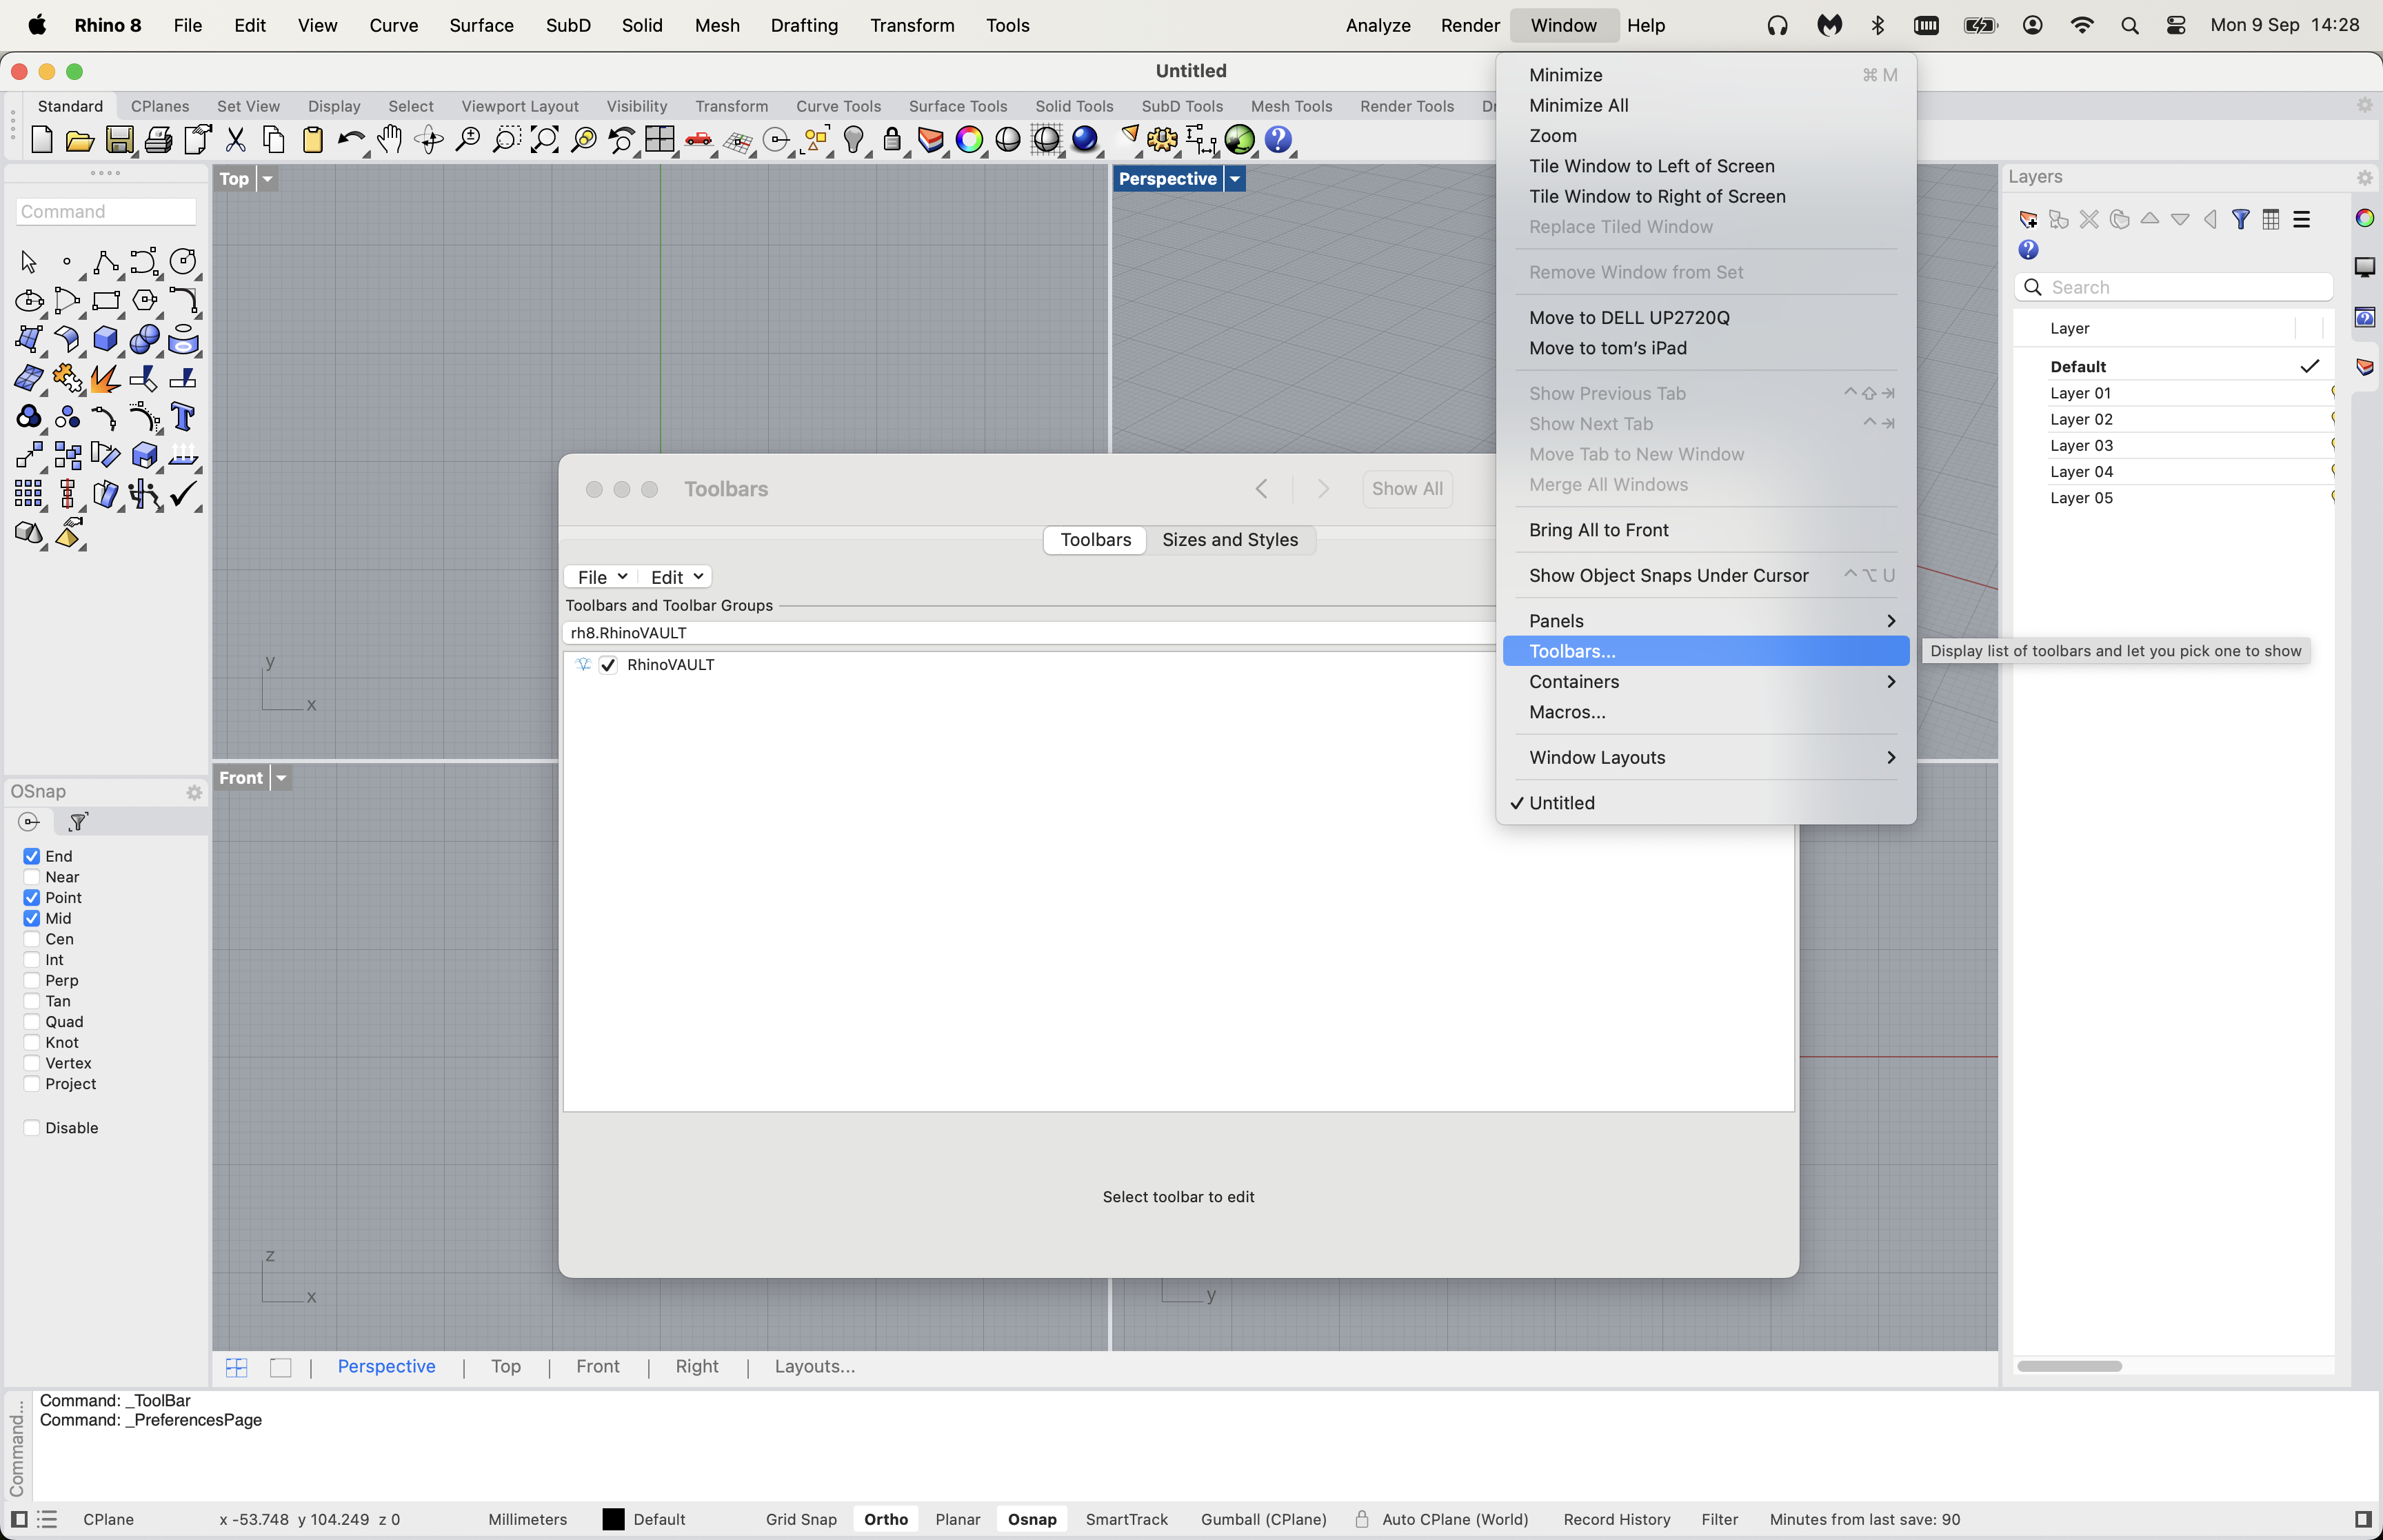 Rhino 8 File Edit View Curve Surface SubD Solid Mesh Drafting Transform Tools Analyze Render Window Help Mon 9 Sep 14:28
Untitled
Standard CPlanes Set View Display Select Viewport Layout Visibility Transform Curve Tools Surface Tools Solid Tools SubD Tools Mesh Tools Render Tools
Command
Top
Perspective
y
x
Front
z
x
y
OSnap
End
Near
Point
Mid
Cen
Int
Perp
Tan
Quad
Knot
Vertex
Project
Disable
Toolbars
Show All
Toolbars Sizes and Styles
File Edit
Toolbars and Toolbar Groups
rh8.RhinoVAULT
RhinoVAULT
Select toolbar to edit
Minimize ⌘ M
Minimize All
Zoom
Tile Window to Left of Screen
Tile Window to Right of Screen
Replace Tiled Window
Remove Window from Set
Move to DELL UP2720Q
Move to tom's iPad
Show Previous Tab ^⇧⇥
Show Next Tab ^⇥
Move Tab to New Window
Merge All Windows
Bring All to Front
Show Object Snaps Under Cursor ^⌥ U
Panels
Toolbars...
Containers
Macros...
Window Layouts
✓ Untitled
Display list of toolbars and let you pick one to show
Layers
Search
Layer
Default
Layer 01
Layer 02
Layer 03
Layer 04
Layer 05
Perspective | Top | Front | Right | Layouts...
Command...
Command: _ToolBar
Command: _PreferencesPage
CPlane x -53.748 y 104.249 z 0 Millimeters Default Grid Snap Ortho Planar Osnap SmartTrack Gumball (CPlane) Auto CPlane (World) Record History Filter Minutes from last save: 90